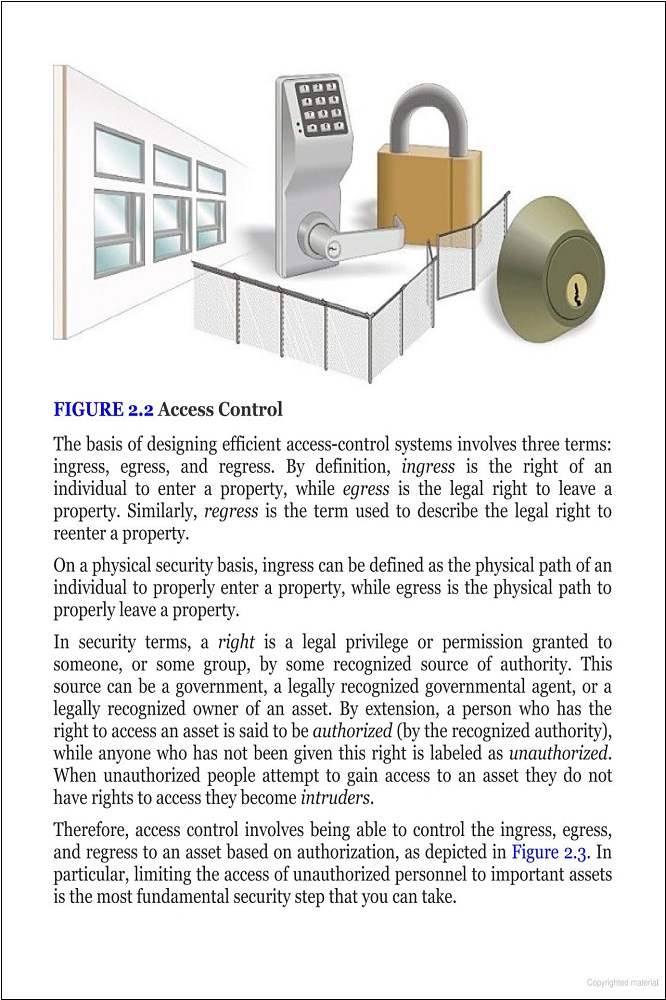 FIGURE 2.2 Access Control
The basis of designing efficient access-control systems involves three terms:
ingress, egress, and regress. By definition, ingress is the right of an
individual to enter a property, while egress is the legal right to leave a
property. Similarly, regress is the term used to describe the legal right to
reenter a property.
On a physical security basis, ingress can be defined as the physical path of an
individual to properly enter a property, while egress is the physical path to
properly leave a property.
In security terms, a right is a legal privilege or permission granted to
someone, or some group, by some recognized source of authority. This
source can be a government, a legally recognized governmental agent, or a
legally recognized owner of an asset. By extension, a person who has the
right to access an asset is said to be authorized (by the recognized authority),
while anyone who has not been given this right is labeled as unauthorized.
When unauthorized people attempt to gain access to an asset they do not
have rights to access they become intruders.
Therefore, access control involves being able to control the ingress, egress,
and regress to an asset based on authorization, as depicted in Figure 2.3. In
particular, limiting the access of unauthorized personnel to important assets
is the most fundamental security step that you can take.
Copyrighted material